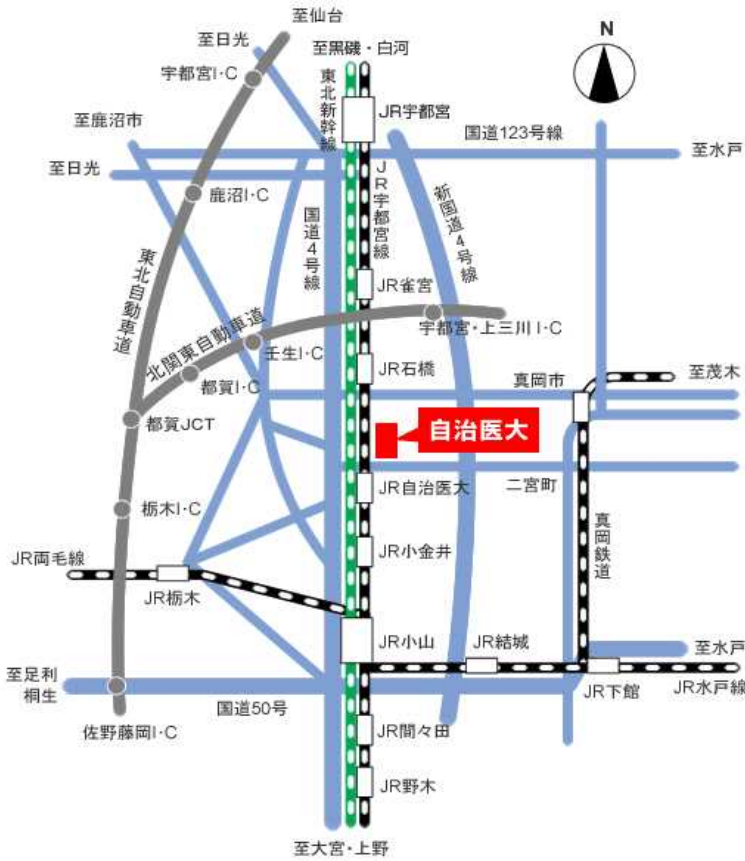 至仙台
至日光
至黒磯・白河
N
宇都宮I・C
東北新幹線
JR宇都宮
至鹿沼市
国道123号線
至水戸
至日光
JR宇都宮線
鹿沼I・C
新国道4号線
国道4号線
東北自動車道
JR雀宮
宇都宮・上三川I・C
北関東自動車道
壬生I・C
JR石橋
至茂木
都賀I・C
真岡市
都賀JCT
自治医大
JR自治医大
二宮町
栃木I・C
真岡鉄道
JR小金井
JR両毛線
JR栃木
JR小山
JR結城
至水戸
至足利
桐生
JR下館
JR水戸線
国道50号
佐野藤岡I・C
JR間々田
JR野木
至大宮・上野